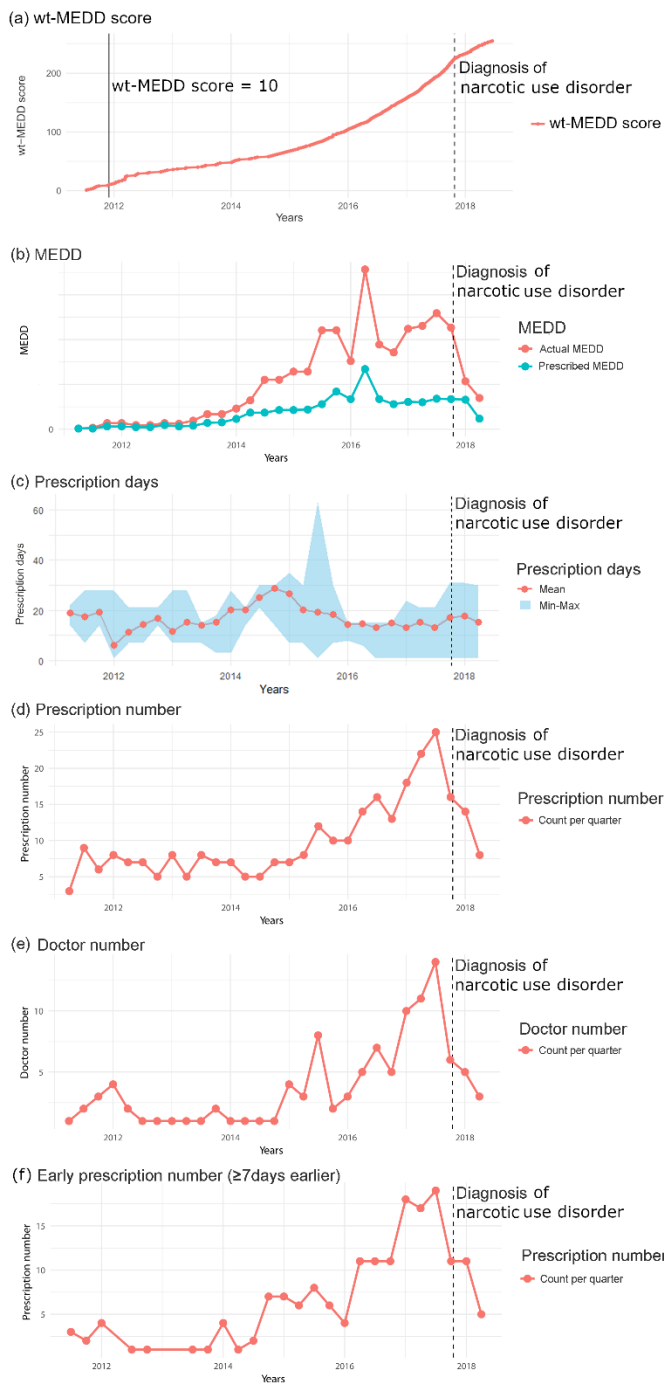 (a) wt-MEDD score
wt-MEDD score
200
100
0
wt-MEDD score = 10
Diagnosis of
narcotic use disorder
wt-MEDD score
2012
2014
2016
2018
Years
(b) MEDD
MEDD
0
Diagnosis of
narcotic use disorder
MEDD
Actual MEDD
Prescribed MEDD
2012
2014
2016
2018
Years
(c) Prescription days
Prescription days
60
40
20
0
Diagnosis of
narcotic use disorder
Prescription days
Mean
Min-Max
2012
2014
2016
2018
Years
(d) Prescription number
Prescription number
25
20
15
10
5
Diagnosis of
narcotic use disorder
Prescription number
Count per quarter
2012
2014
2016
2018
Years
(e) Doctor number
Doctor number
10
5
Diagnosis of
narcotic use disorder
Doctor number
Count per quarter
2012
2014
2016
2018
Years
(f) Early prescription number (≥7days earlier)
Prescription number
15
10
5
0
Diagnosis of
narcotic use disorder
Prescription number
Count per quarter
2012
2014
2016
2018
Years